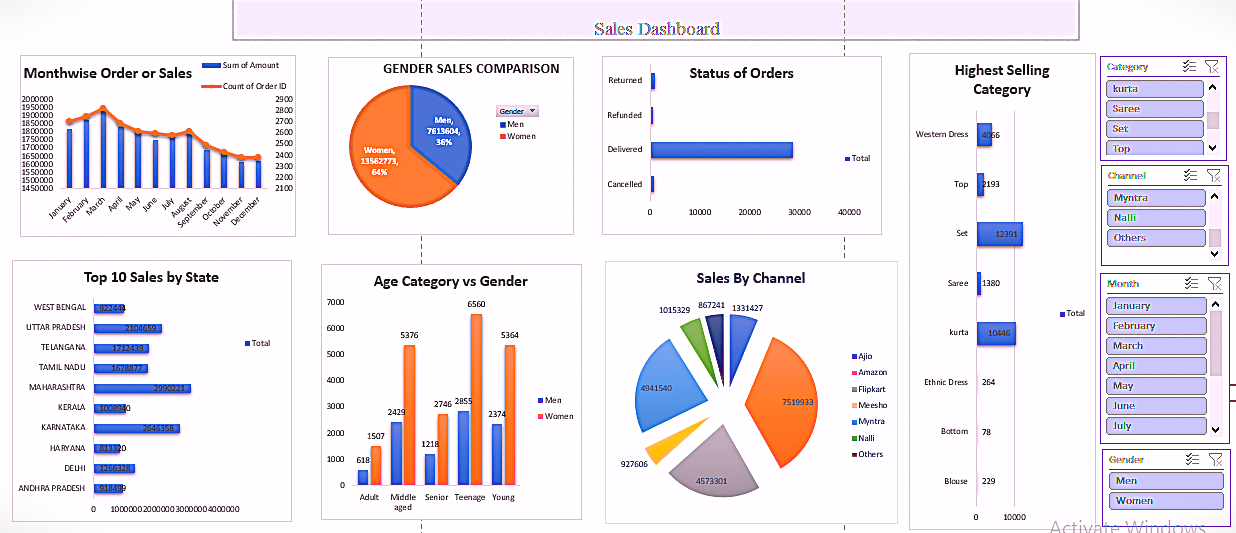 Sales Dashboard
Monthwise Order or Sales
Sum of Amount
Count of Order ID
2000000
1950000
1900000
1850000
1800000
1750000
1700000
1650000
1600000
1550000
1500000
1450000
2900
2800
2700
2600
2500
2400
2300
2200
2100
January
February
March
April
May
June
July
August
September
October
November
December
GENDER SALES COMPARISON
Men,
7613604,
36%
Women,
13562773,
64%
Gender
Men
Women
Status of Orders
Returned
Refunded
Delivered
Cancelled
0 10000 20000 30000 40000
Total
Highest Selling
Category
Western Dress 4066
Top 2193
Set 12391
Saree 1380
kurta 10446
Ethnic Dress 264
Bottom 78
Blouse 229
0 10000
Total
Category
kurta
Saree
Set
Top
Channel
Myntra
Nalli
Others
Month
January
February
March
April
May
June
July
Gender
Men
Women
Top 10 Sales by State
WEST BENGAL
UTTAR PRADESH 2104659
TELANGANA 1712439
TAMIL NADU 1678877
MAHARASHTRA 2990221
KERALA 1008940
KARNATAKA 2646358
HARYANA
DELHI
ANDHRA PRADESH
0 1000000 2000000 3000000 4000000
Total
Age Category vs Gender
7000
6000
5000
4000
3000
2000
1000
0
618 1507
2429 5376
1218 2746
2855 6560
2374 5364
Adult
Middle
aged
Senior
Teenage
Young
Men
Women
Sales By Channel
1331427
7519933
4573301
927606
4941540
1015329
867241
Ajio
Amazon
Flipkart
Meesho
Myntra
Nalli
Others
Activate Windows